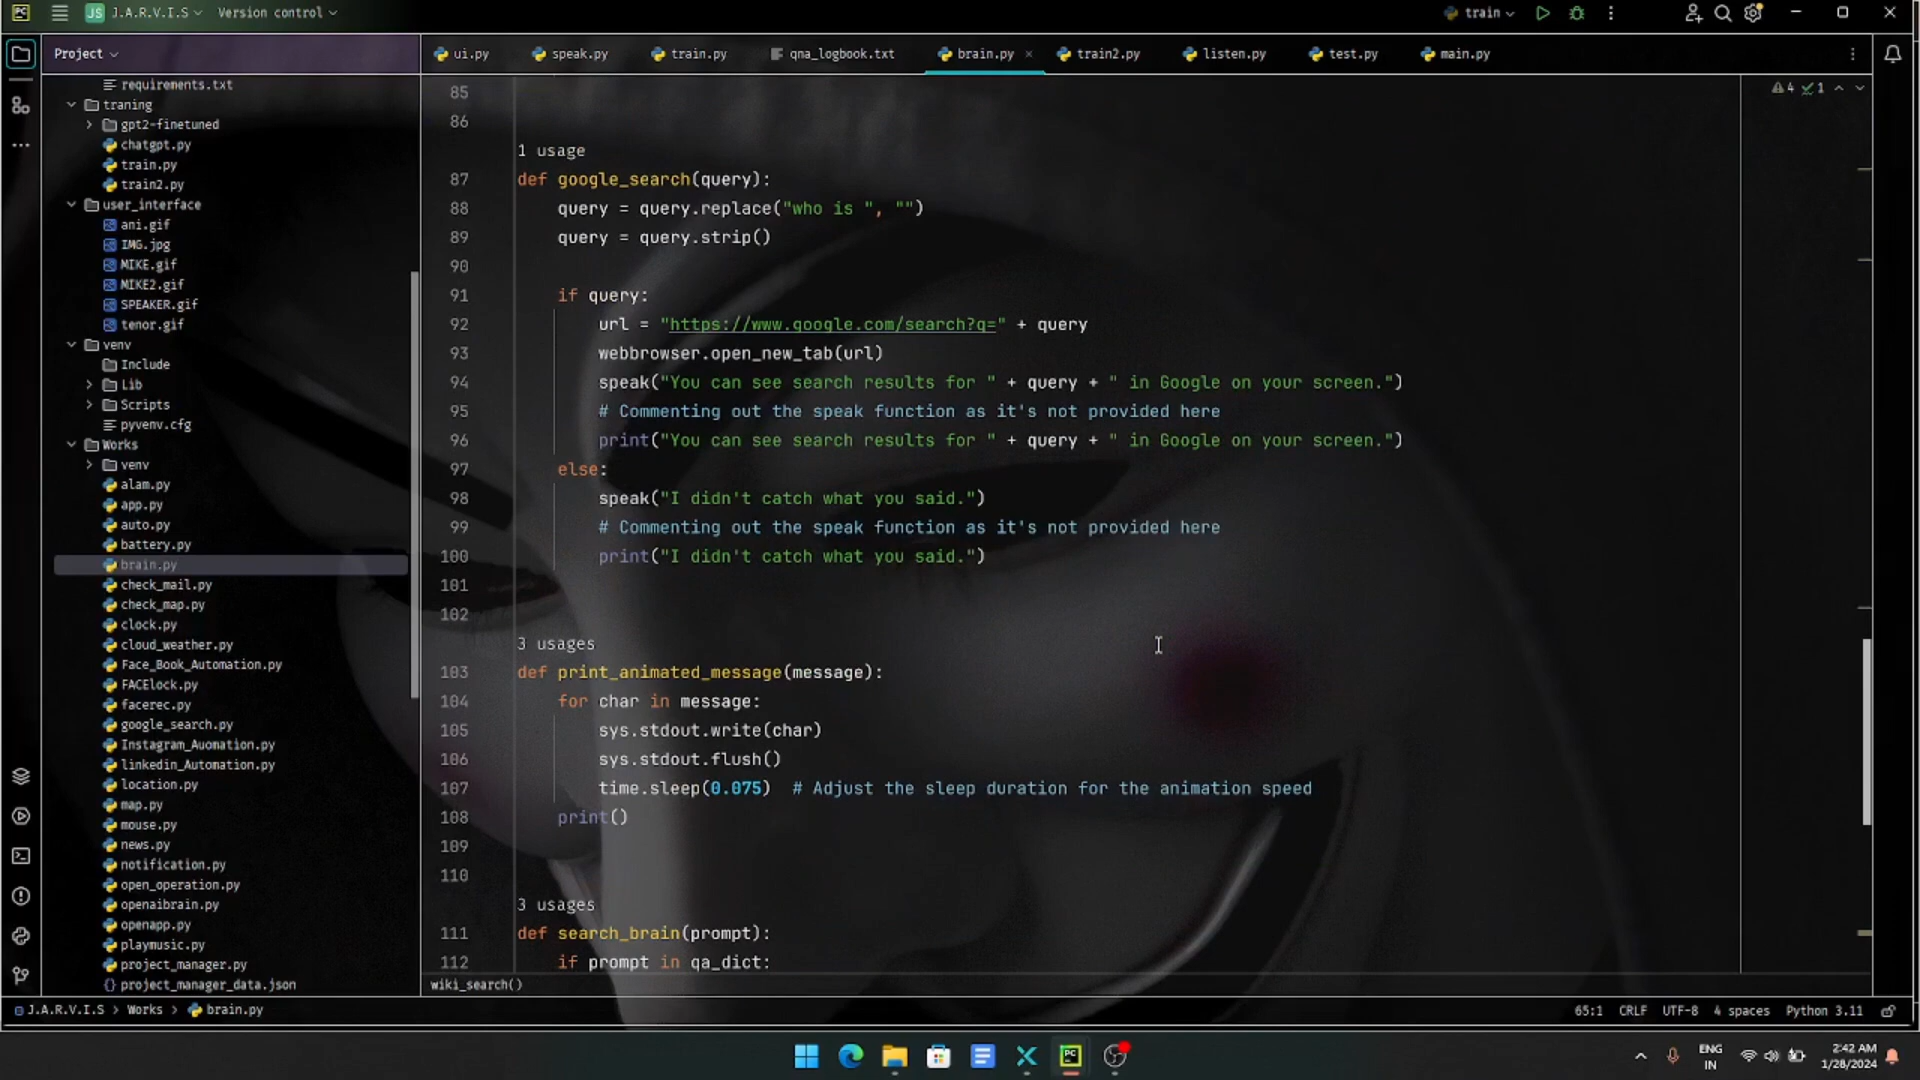 PC JS J.A.R.V.I.S Version control train
Project
ui.py speak.py train.py qna_logbook.txt brain.py × train2.py listen.py test.py main.py
requirements.txt
traning
gpt2-finetuned
chatgpt.py
train.py
train2.py
user_interface
ani.gif
IMG.jpg
MIKE.gif
MIKE2.gif
SPEAKER.gif
tenor.gif
venv
Include
Lib
Scripts
pyvenv.cfg
Works
venv
alam.py
app.py
auto.py
battery.py
brain.py
check_mail.py
check_map.py
clock.py
cloud_weather.py
Face_Book_Automation.py
FACElock.py
facerec.py
google_search.py
Instagram_Auomation.py
linkedin_Automation.py
location.py
map.py
mouse.py
news.py
notification.py
open_operation.py
openaibrain.py
openapp.py
playmusic.py
project_manager.py
{} project_manager_data.json
4 1
85
86
1 usage
87 def google_search(query):
88 query = query.replace("who is ", "")
89 query = query.strip()
90
91 if query:
92 url = "https://www.google.com/search?q=" + query
93 webbrowser.open_new_tab(url)
94 speak("You can see search results for " + query + " in Google on your screen.")
95 # Commenting out the speak function as it's not provided here
96 print("You can see search results for " + query + " in Google on your screen.")
97 else:
98 speak("I didn't catch what you said.")
99 # Commenting out the speak function as it's not provided here
100 print("I didn't catch what you said.")
101
102
3 usages
103 def print_animated_message(message):
104 for char in message:
105 sys.stdout.write(char)
106 sys.stdout.flush()
107 time.sleep(0.075) # Adjust the sleep duration for the animation speed
108 print()
109
110
3 usages
111 def search_brain(prompt):
112 if prompt in qa_dict:
wiki_search()
J.A.R.V.I.S > Works > brain.py 65:1 CRLF UTF-8 4 spaces Python 3.11
PC
ENG
IN
2:42 AM
1/28/2024